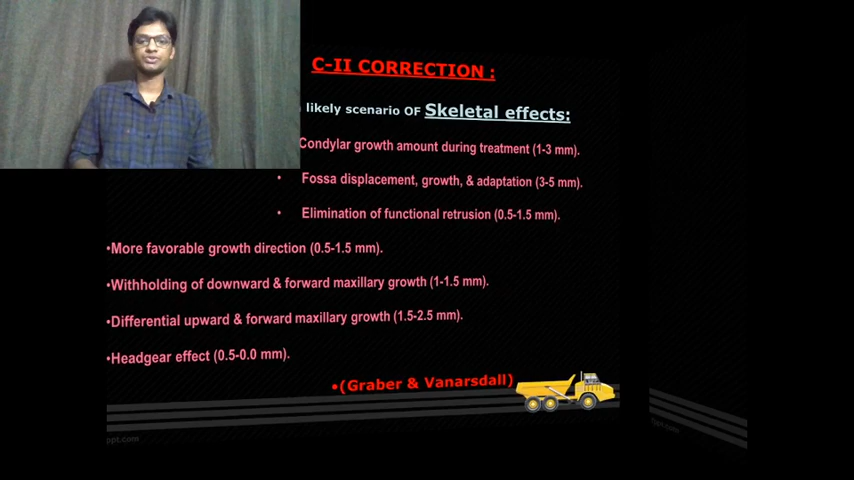 C-II CORRECTION :
likely scenario OF Skeletal effects:
Condylar growth amount during treatment (1-3 mm).
• Fossa displacement, growth, & adaptation (3-5 mm).
• Elimination of functional retrusion (0.5-1.5 mm).
•More favorable growth direction (0.5-1.5 mm).
•Withholding of downward & forward maxillary growth (1-1.5 mm).
•Differential upward & forward maxillary growth (1.5-2.5 mm).
•Headgear effect (0.5-0.0 mm).
•(Graber & Vanarsdall)
ppt.com